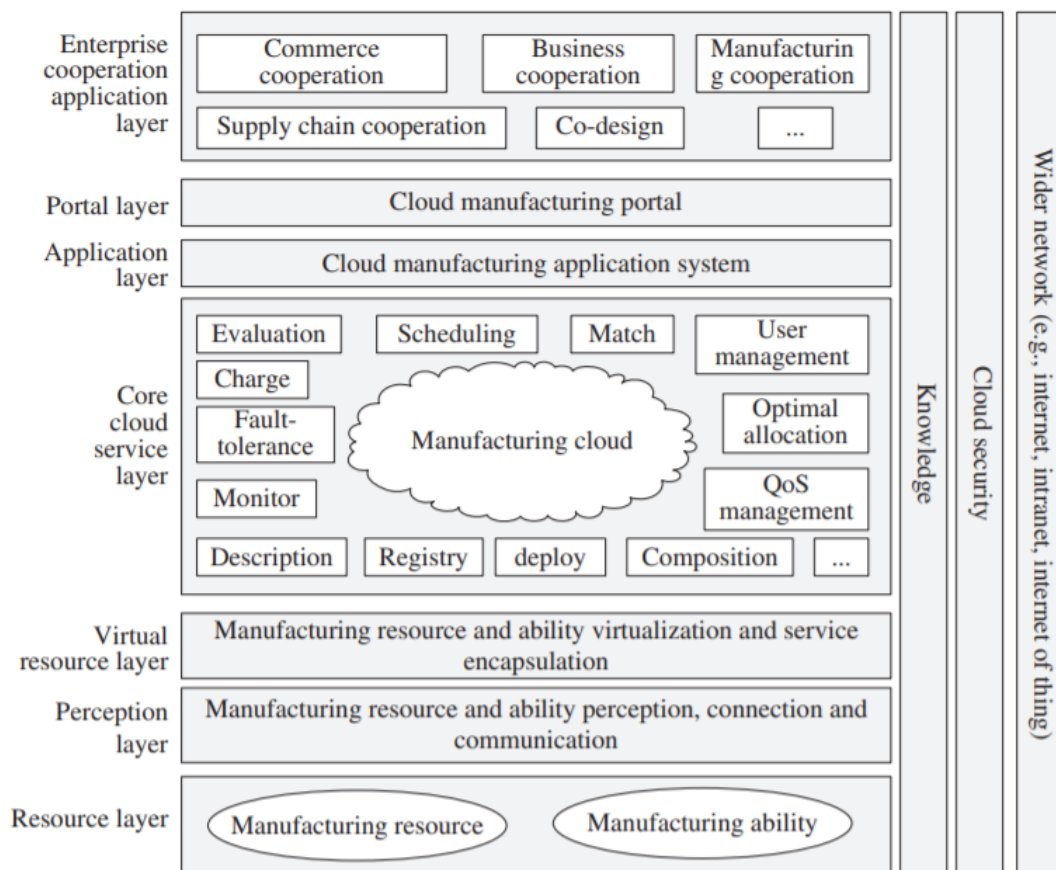 Enterprise
cooperation
application
layer
Commerce
cooperation
Business
cooperation
Manufacturin
g cooperation
Supply chain cooperation
Co-design
...
Portal layer
Cloud manufacturing portal
Application
layer
Cloud manufacturing application system
Core
cloud
service
layer
Evaluation
Scheduling
Match
User
management
Charge
Fault-
tolerance
Manufacturing cloud
Optimal
allocation
Monitor
QoS
management
Description
Registry
deploy
Composition
...
Virtual
resource layer
Manufacturing resource and ability virtualization and service
encapsulation
Perception
layer
Manufacturing resource and ability perception, connection and
communication
Resource layer
Manufacturing resource
Manufacturing ability
Knowledge
Cloud security
Wider network (e.g., internet, intranet, internet of thing)